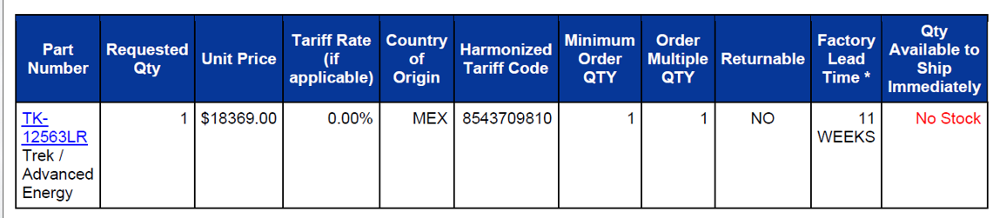 Part Number
Requested Qty
Unit Price
Tariff Rate (if applicable)
Country of Origin
Harmonized Tariff Code
Minimum Order QTY
Order Multiple QTY
Returnable
Factory Lead Time *
Qty Available to Ship Immediately
TK-
12563LR
Trek /
Advanced
Energy
1
$18369.00
0.00%
MEX
8543709810
1
1
NO
11
WEEKS
No Stock